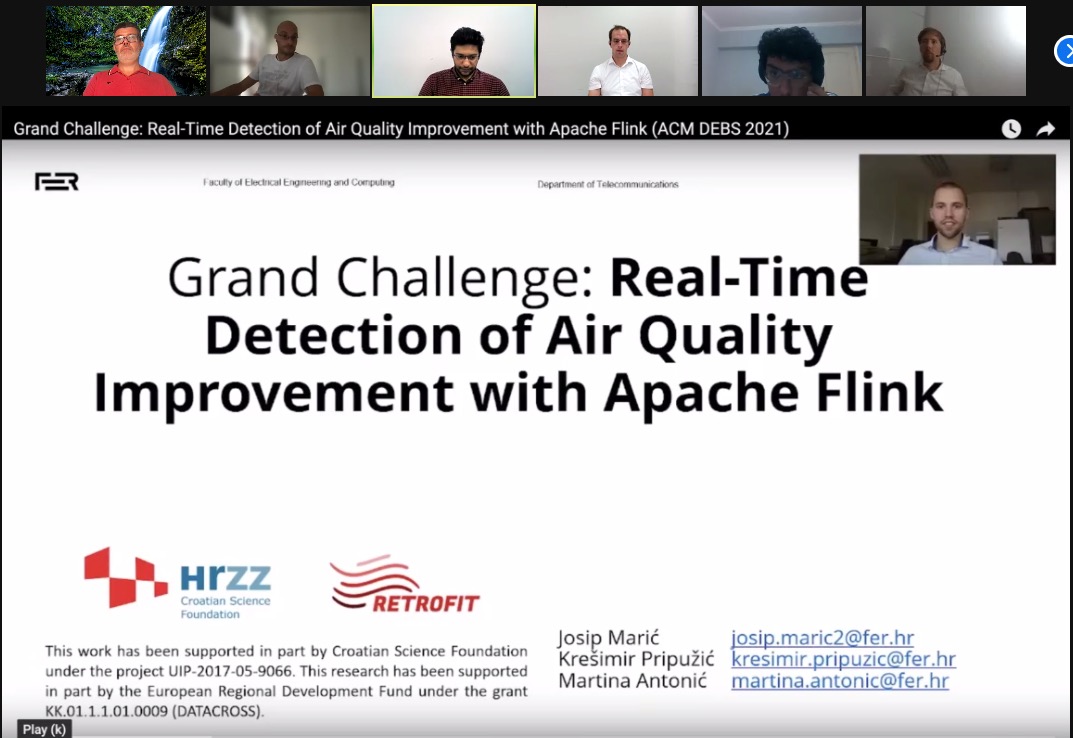 Grand Challenge: Real-Time Detection of Air Quality Improvement with Apache Flink (ACM DEBS 2021)
FER
Faculty of Electrical Engineering and Computing
Department of Telecommunications
Grand Challenge: Real-Time
Detection of Air Quality
Improvement with Apache Flink
HRZZ
Croatian Science
Foundation
RETROFIT
This work has been supported in part by Croatian Science Foundation
under the project UIP-2017-05-9066. This research has been supported
in part by the European Regional Development Fund under the grant
KK.01.1.1.01.0009 (DATACROSS).
Josip Marić josip.maric2@fer.hr
Krešimir Pripužić kresimir.pripuzic@fer.hr
Martina Antonić martina.antonic@fer.hr
Play (k)